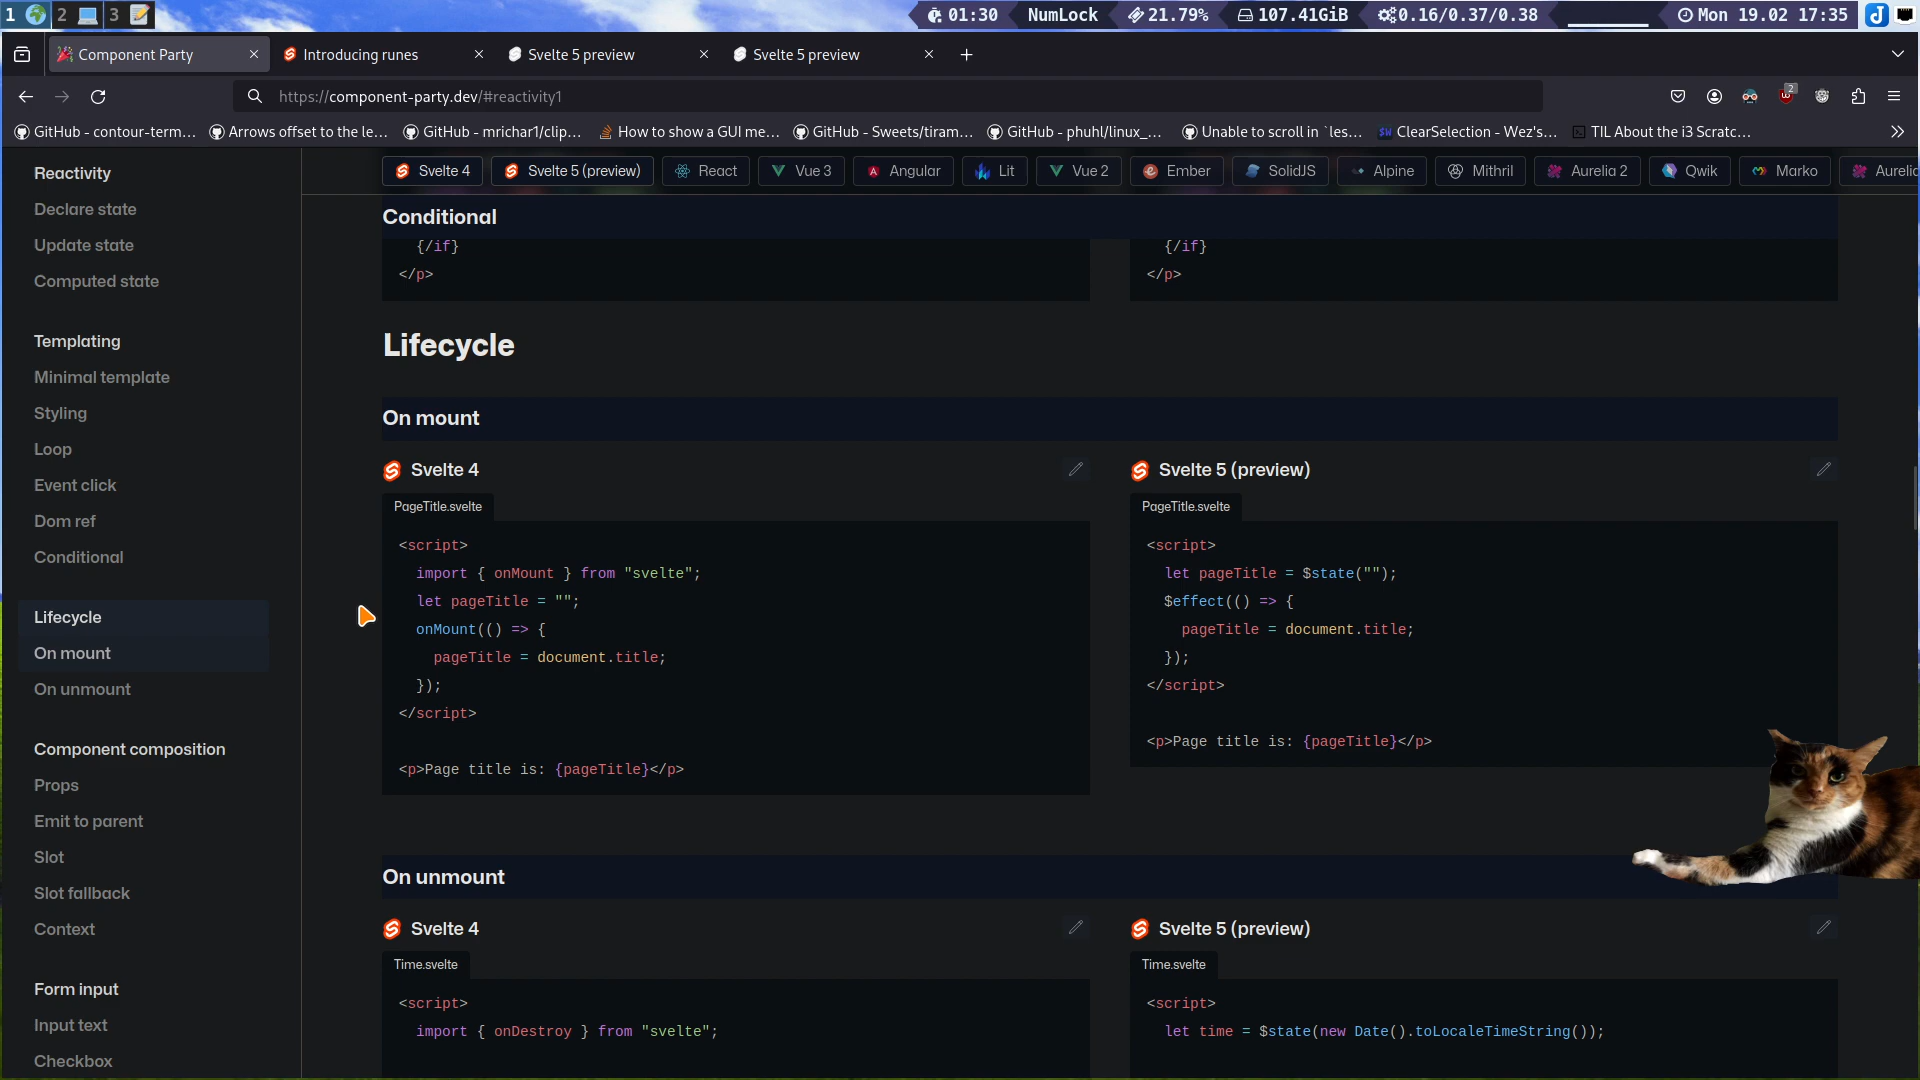 1 2 3 01:30 NumLock 21.79% 107.41GiB 0.16/0.37/0.38 Mon 19.02 17:35
Component Party Introducing runes Svelte 5 preview Svelte 5 preview
https://component-party.dev/#reactivity1 2
GitHub - contour-term… Arrows offset to the le… GitHub - mrichar1/clip… How to show a GUI me… GitHub - Sweets/tiram… GitHub - phuhl/linux_… Unable to scroll in `les… ClearSelection - Wez's… TIL About the i3 Scratc…
Svelte 4 Svelte 5 (preview) React Vue 3 Angular Lit Vue 2 Ember SolidJS Alpine Mithril Aurelia 2 Qwik Marko Aurelia
Reactivity
Declare state
Update state
Computed state
Templating
Minimal template
Styling
Loop
Event click
Dom ref
Conditional
Lifecycle
On mount
On unmount
Component composition
Props
Emit to parent
Slot
Slot fallback
Context
Form input
Input text
Checkbox
Conditional
{/if}
</p>
{/if}
</p>
Lifecycle
On mount
Svelte 4
PageTitle.svelte
<script>
import { onMount } from "svelte";
let pageTitle = "";
onMount(() => {
pageTitle = document.title;
});
</script>
<p>Page title is: {pageTitle}</p>
Svelte 5 (preview)
PageTitle.svelte
<script>
let pageTitle = $state("");
$effect(() => {
pageTitle = document.title;
});
</script>
<p>Page title is: {pageTitle}</p>
On unmount
Svelte 4
Time.svelte
<script>
import { onDestroy } from "svelte";
Svelte 5 (preview)
Time.svelte
<script>
let time = $state(new Date().toLocaleTimeString());